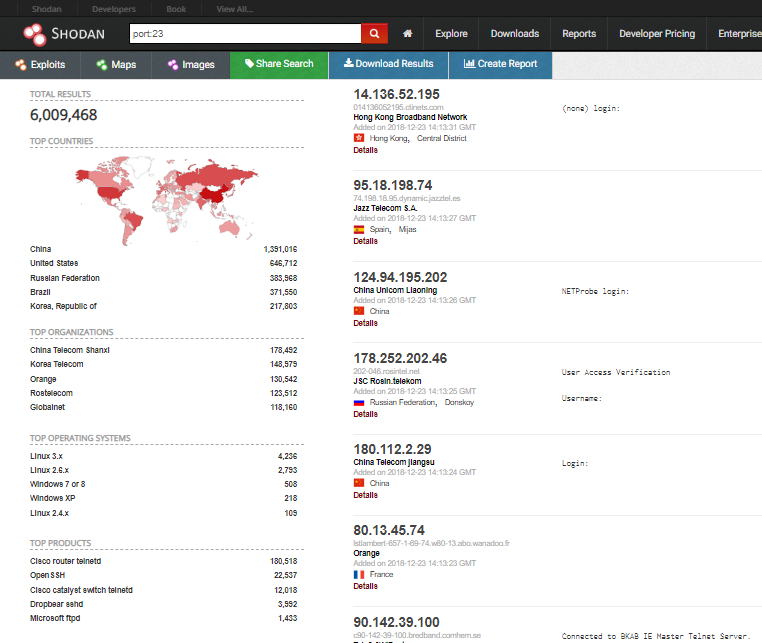 Shodan Developers Book View All...
SHODAN port:23 Explore Downloads Reports Developer Pricing Enterprise
Exploits Maps Images Share Search Download Results Create Report
TOTAL RESULTS
6,009,468
TOP COUNTRIES
China 1,391,016
United States 646,712
Russian Federation 383,968
Brazil 371,550
Korea, Republic of 217,803
TOP ORGANIZATIONS
China Telecom Shanxi 178,492
Korea Telecom 148,979
Orange 130,542
Rostelecom 123,512
Globalnet 118,160
TOP OPERATING SYSTEMS
Linux 3.x 4,236
Linux 2.6.x 2,793
Windows 7 or 8 508
Windows XP 218
Linux 2.4.x 109
TOP PRODUCTS
Cisco router telnetd 180,518
OpenSSH 22,537
Cisco catalyst switch telnetd 12,018
Dropbear sshd 3,992
Microsoft ftpd 1,433
14.136.52.195
014136052195.ctinets.com
Hong Kong Broadband Network
Added on 2018-12-23 14:13:31 GMT
Hong Kong, Central District
Details
(none) login:
95.18.198.74
74.198.18.95.dynamic.jazztel.es
Jazz Telecom S.A.
Added on 2018-12-23 14:13:27 GMT
Spain, Mijas
Details
124.94.195.202
China Unicom Liaoning
Added on 2018-12-23 14:13:26 GMT
China
Details
NETProbe login:
178.252.202.46
202-046.rosintel.net
JSC Rosin.telekom
Added on 2018-12-23 14:13:25 GMT
Russian Federation, Donskoy
Details
User Access Verification
Username:
180.112.2.29
China Telecom jiangsu
Added on 2018-12-23 14:13:24 GMT
China
Details
Login:
80.13.45.74
lstlambert-657-1-69-74.w80-13.abo.wanadoo.fr
Orange
Added on 2018-12-23 14:13:23 GMT
France
Details
90.142.39.100
c90-142-39-100.bredband.comhem.se
Connected to BKAB IE Master Telnet Server.